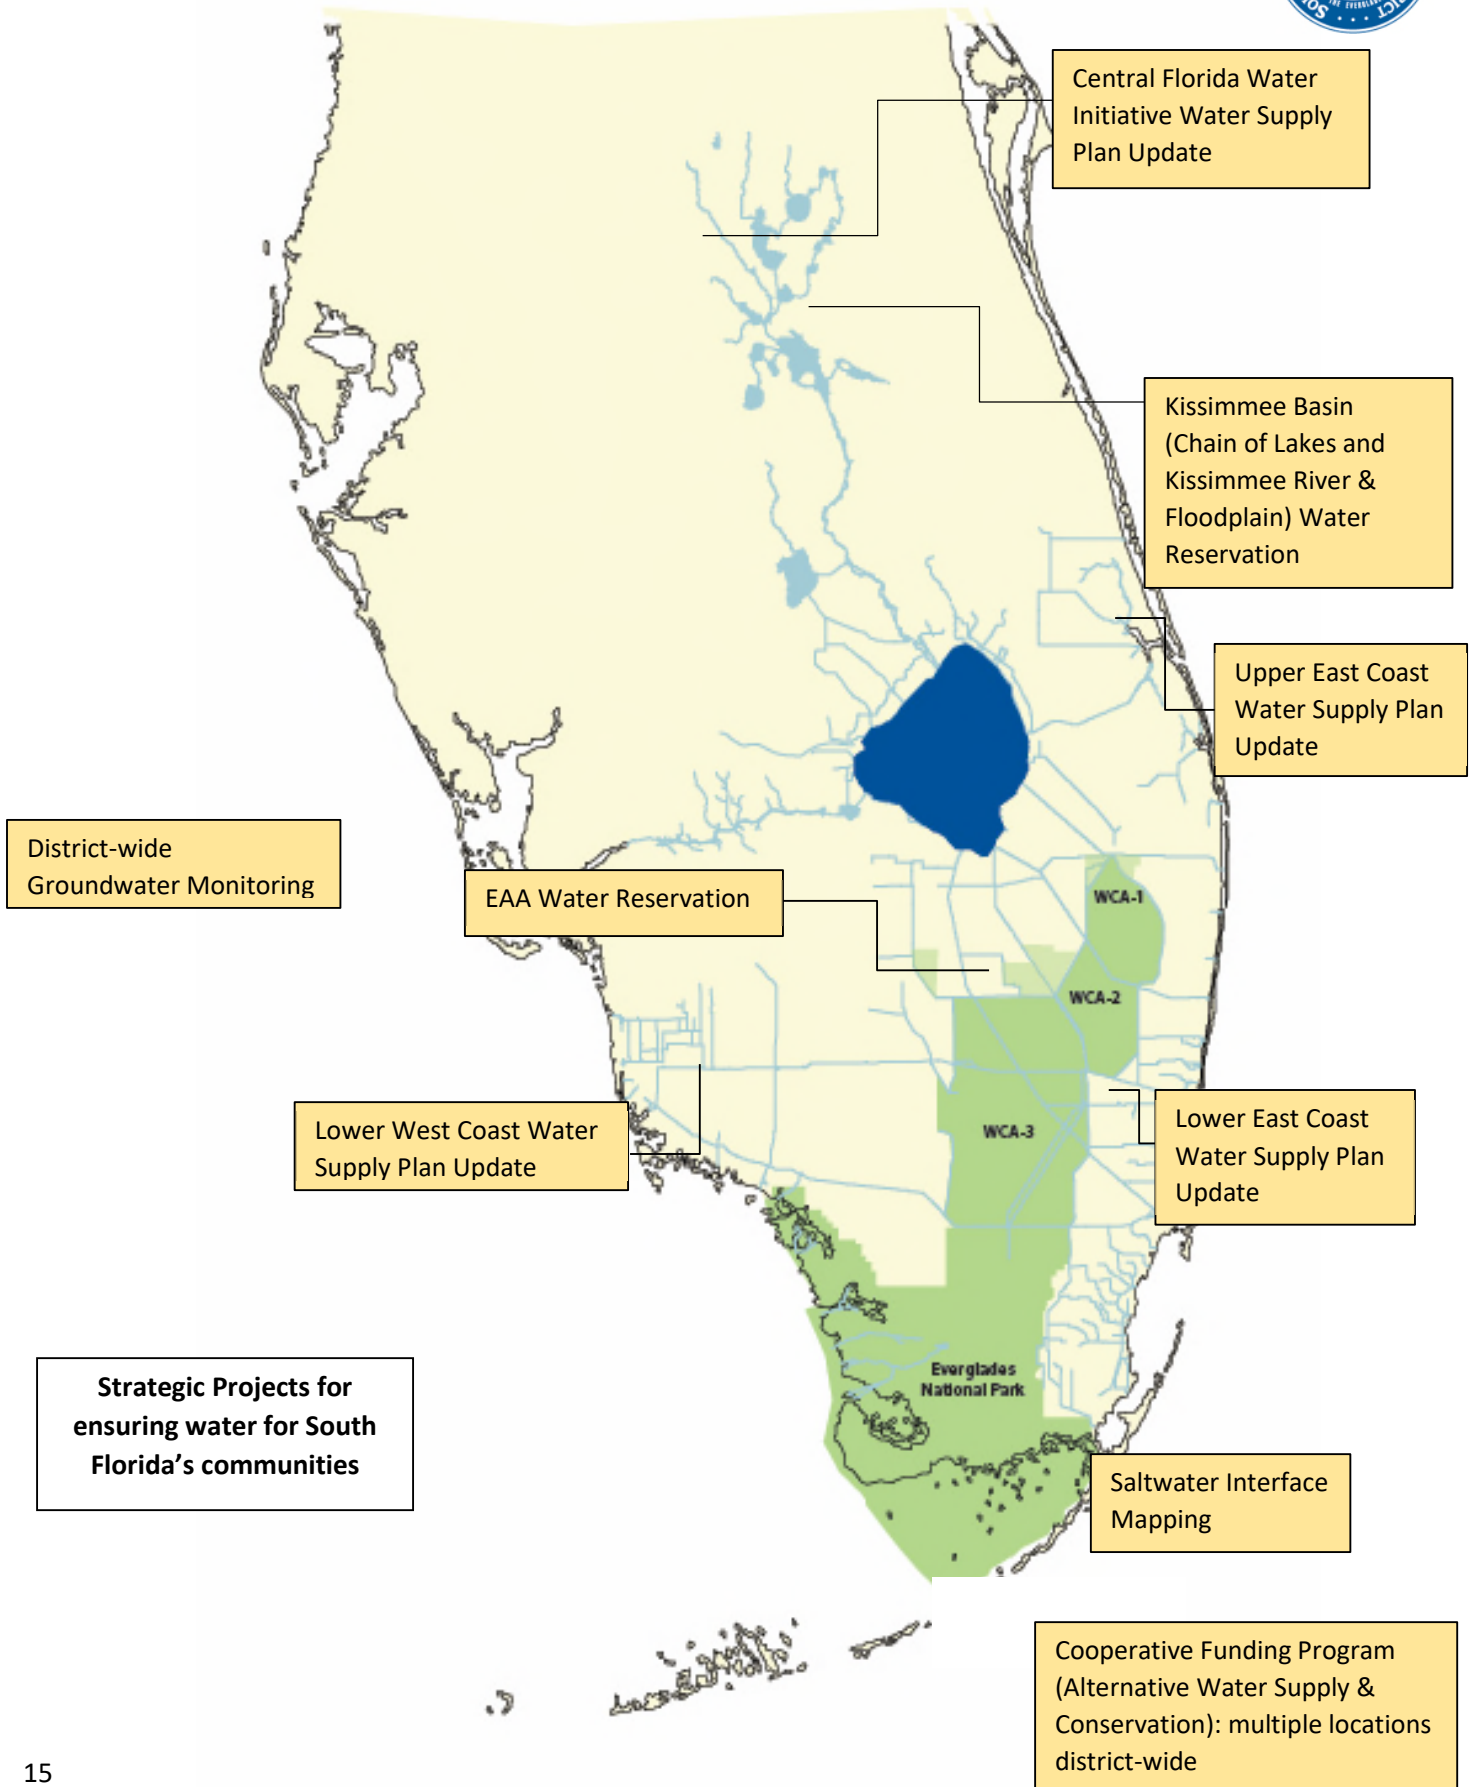 THE EVERGLADES
Central Florida Water
Initiative Water Supply
Plan Update
Kissimmee Basin
(Chain of Lakes and
Kissimmee River &
Floodplain) Water
Reservation
Upper East Coast
Water Supply Plan
Update
District-wide
Groundwater Monitoring
EAA Water Reservation
WCA-1
WCA-2
Lower West Coast Water
Supply Plan Update
WCA-3
Lower East Coast
Water Supply Plan
Update
Everglades
National Park
Strategic Projects for
ensuring water for South
Florida's communities
Saltwater Interface
Mapping
Cooperative Funding Program
(Alternative Water Supply &
Conservation): multiple locations
district-wide
15